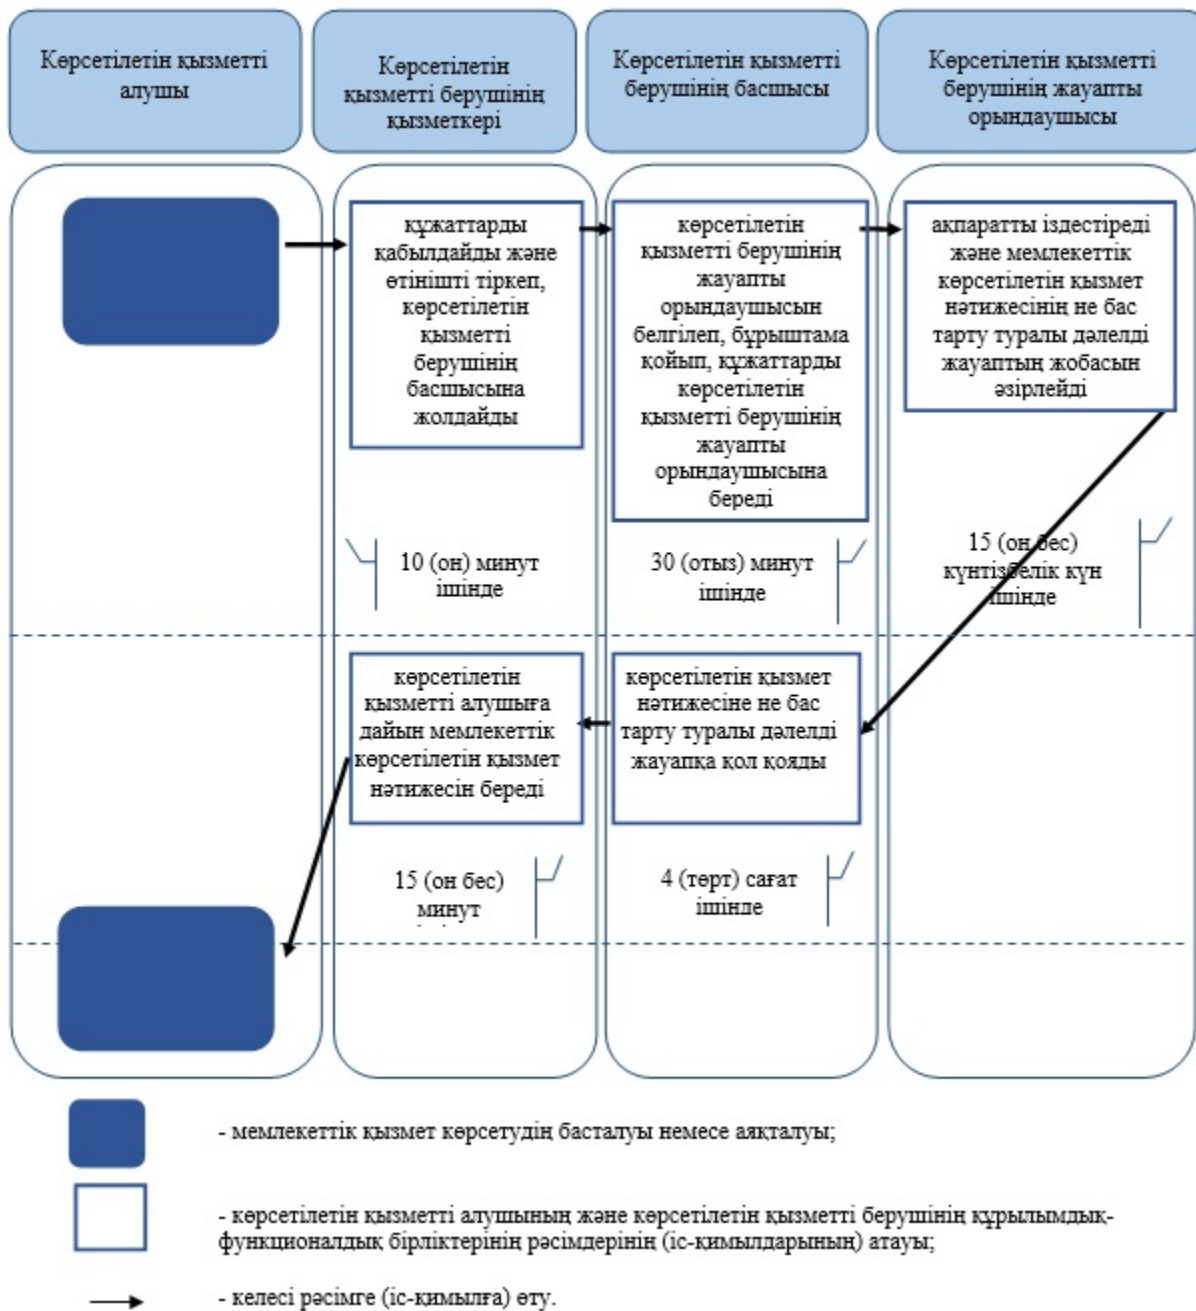 Көрсетілетін қызметті
алушы
Көрсетілетін
қызметті берушінің
қызметкері
Көрсетілетін қызметті
берушінің басшысы
Көрсетілетін қызметті
берушінің жауапты
орындаушысы
құжаттарды
қабылдайды және
өтінішті тіркеп,
көрсетілетін
қызметті
берушінің
басшысына
жолдайды
көрсетілетін
қызметті берушінің
жауапты
орындаушысын
белгілеп, бұрыштама
қойып, құжаттарды
көрсетілетін
қызметті берушінің
жауапты
орындаушысына
береді
ақпаратты іздестіреді
және мемлекеттік
көрсетілетін қызмет
нәтижесінің не бас
тарту туралы дәлелді
жауаптың жобасын
әзірлейді
10 (он) минут
ішінде
30 (отыз) минут
ішінде
15 (он бес)
күнтізбелік күн
ішінде
көрсетілетін
қызметті алушыға
дайын мемлекеттік
көрсетілетін қызмет
нәтижесін береді
көрсетілетін қызмет
нәтижесіне не бас
тарту туралы дәлелді
жауапқа қол қояды
15 (он бес)
минут
4 (төрт) сағат
ішінде
- мемлекеттік қызмет көрсетудің басталуы немесе аяқталуы;
- көрсетілетін қызметті алушының және көрсетілетін қызметті берушінің құрылымдық-
функционалдық бірліктерінің рәсімдерінің (іс-қимылдарының) атауы;
- келесі рәсімге (іс-қимылға) өту.